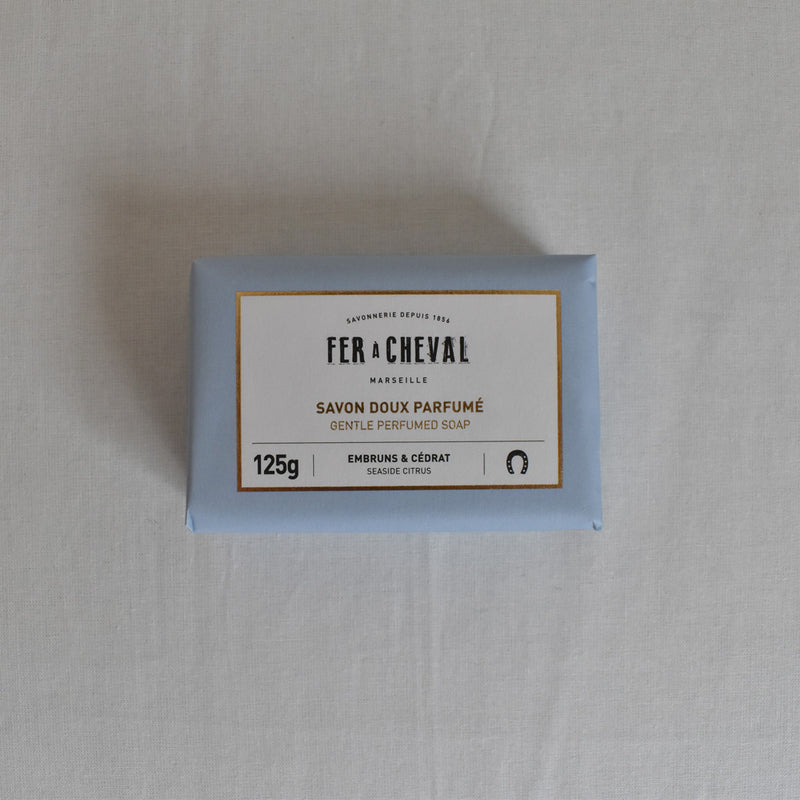 SAVONNERIE DEPUIS 1856
FER À CHEVAL
MARSEILLE
SAVON DOUX PARFUMÉ
GENTLE PERFUMED SOAP
125g
EMBRUNS & CÉDRAT
SEASIDE CITRUS